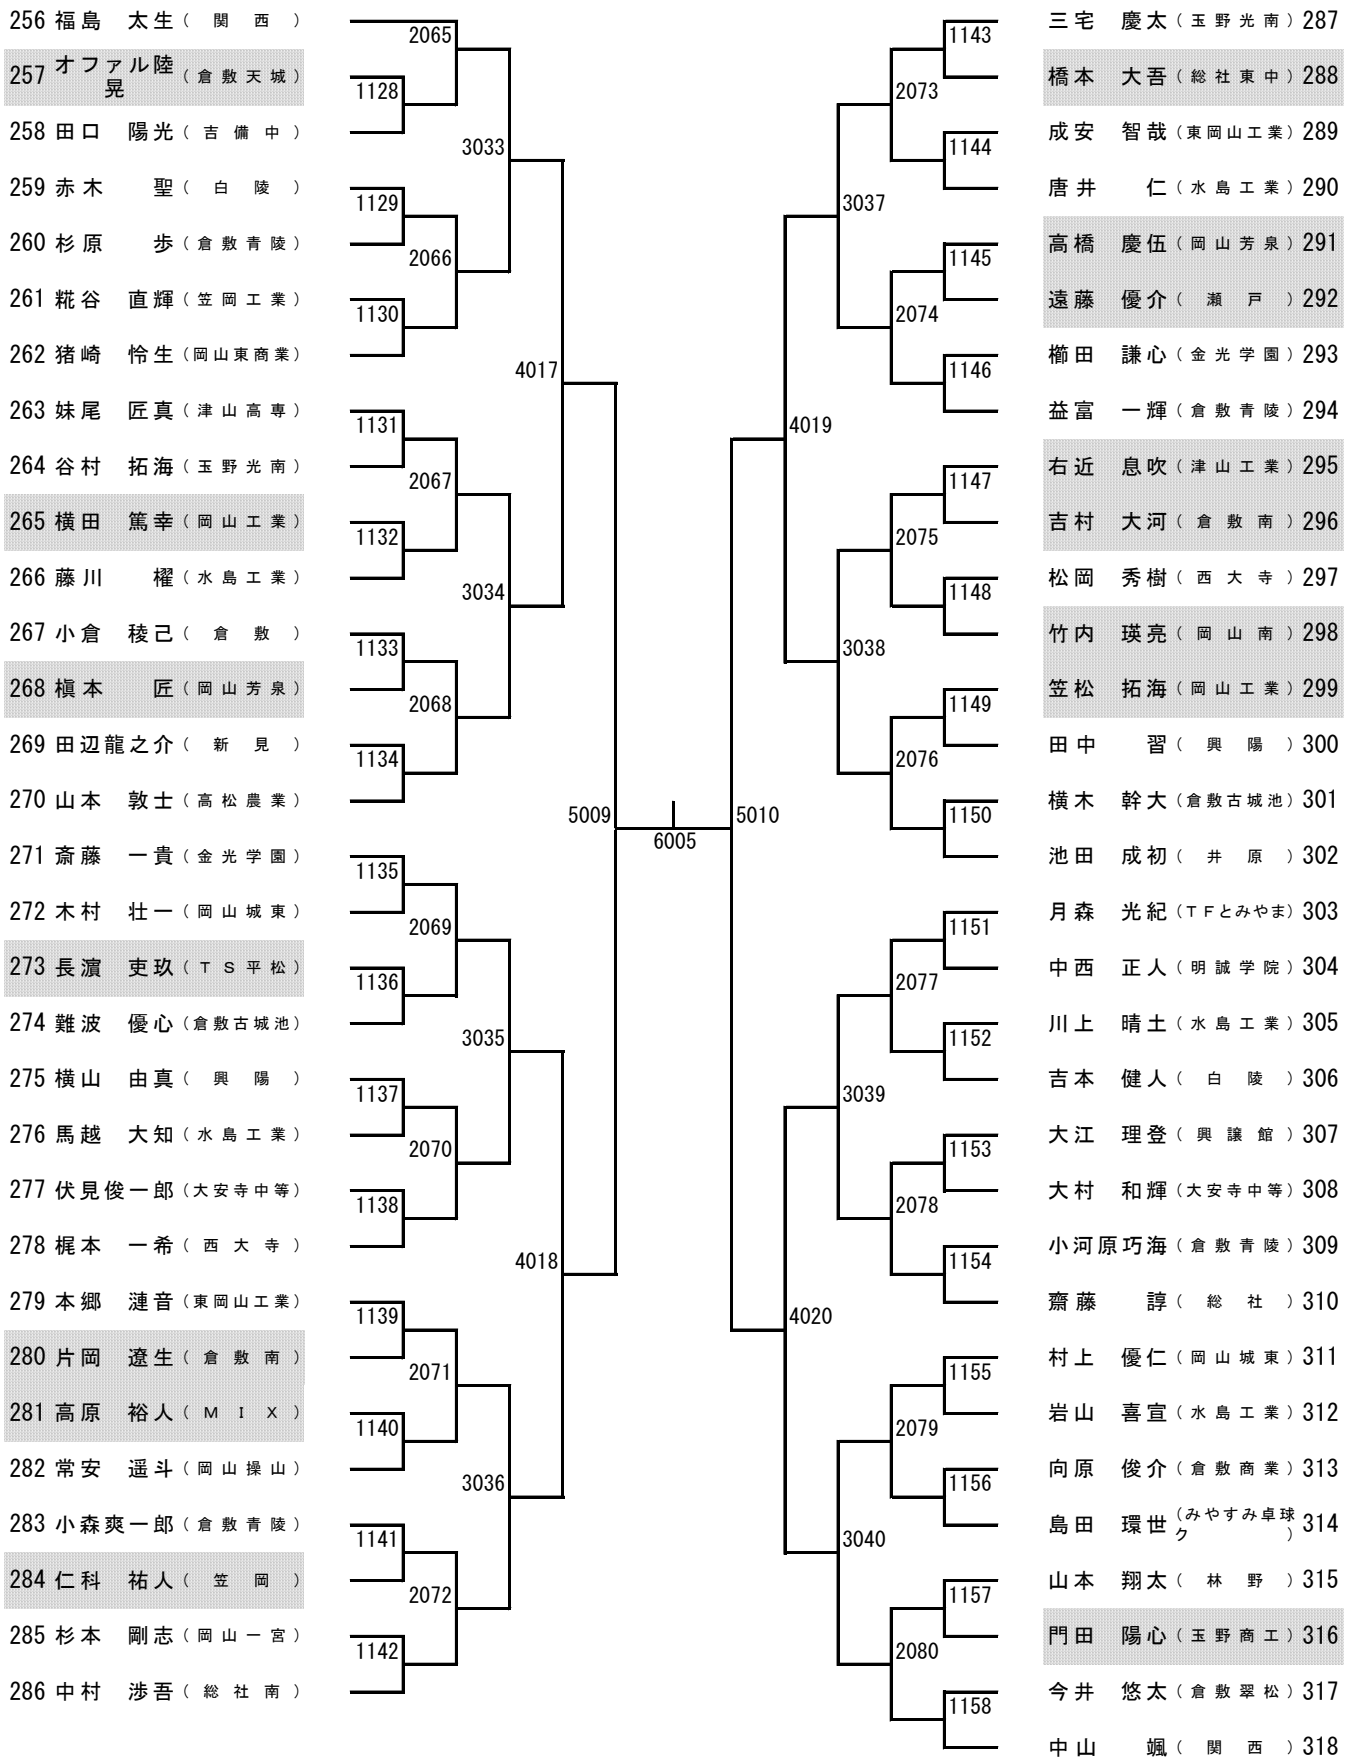 256 福島 太生 (関西)
257 オファル陸晃 (倉敷天城)
258 田口 陽光 (吉備中)
259 赤木 聖 (白陵)
260 杉原 歩 (倉敷青陵)
261 糀谷 直輝 (笠岡工業)
262 猪崎 怜生 (岡山東商業)
263 妹尾 匠真 (津山高専)
264 谷村 拓海 (玉野光南)
265 横田 篤幸 (岡山工業)
266 藤川 櫂 (水島工業)
267 小倉 稜己 (倉敷)
268 槇本 匠 (岡山芳泉)
269 田辺龍之介 (新見)
270 山本 敦士 (高松農業)
271 斎藤 一貴 (金光学園)
272 木村 壮一 (岡山城東)
273 長濵 吏玖 (TS平松)
274 難波 優心 (倉敷古城池)
275 横山 由真 (興陽)
276 馬越 大知 (水島工業)
277 伏見俊一郎 (大安寺中等)
278 梶本 一希 (西大寺)
279 本郷 漣音 (東岡山工業)
280 片岡 遼生 (倉敷南)
281 高原 裕人 (MIX)
282 常安 遥斗 (岡山操山)
283 小森爽一郎 (倉敷青陵)
284 仁科 祐人 (笠岡)
285 杉本 剛志 (岡山一宮)
286 中村 渉吾 (総社南)
2065
1128
3033
1129
2066
1130
4017
1131
2067
1132
3034
1133
2068
1134
5009
1135
2069
1136
3035
1137
2070
1138
4018
1139
2071
1140
3036
1141
2072
1142
6005
5010
1143
2073
1144
3037
1145
2074
1146
4019
1147
2075
1148
3038
1149
2076
1150
1151
2077
1152
3039
1153
2078
1154
4020
1155
2079
1156
3040
1157
2080
1158
三宅 慶太 (玉野光南) 287
橋本 大吾 (総社東中) 288
成安 智哉 (東岡山工業) 289
唐井 仁 (水島工業) 290
高橋 慶伍 (岡山芳泉) 291
遠藤 優介 (瀬戸) 292
櫛田 謙心 (金光学園) 293
益富 一輝 (倉敷青陵) 294
右近 息吹 (津山工業) 295
吉村 大河 (倉敷南) 296
松岡 秀樹 (西大寺) 297
竹内 瑛亮 (岡山南) 298
笠松 拓海 (岡山工業) 299
田中 習 (興陽) 300
横木 幹大 (倉敷古城池) 301
池田 成初 (井原) 302
月森 光紀 (TFとみやま) 303
中西 正人 (明誠学院) 304
川上 晴土 (水島工業) 305
吉本 健人 (白陵) 306
大江 理登 (興譲館) 307
大村 和輝 (大安寺中等) 308
小河原巧海 (倉敷青陵) 309
齋藤 諄 (総社) 310
村上 優仁 (岡山城東) 311
岩山 喜宣 (水島工業) 312
向原 俊介 (倉敷商業) 313
島田 環世 (みやすみ卓球ク) 314
山本 翔太 (林野) 315
門田 陽心 (玉野商工) 316
今井 悠太 (倉敷翠松) 317
中山 颯 (関西) 318